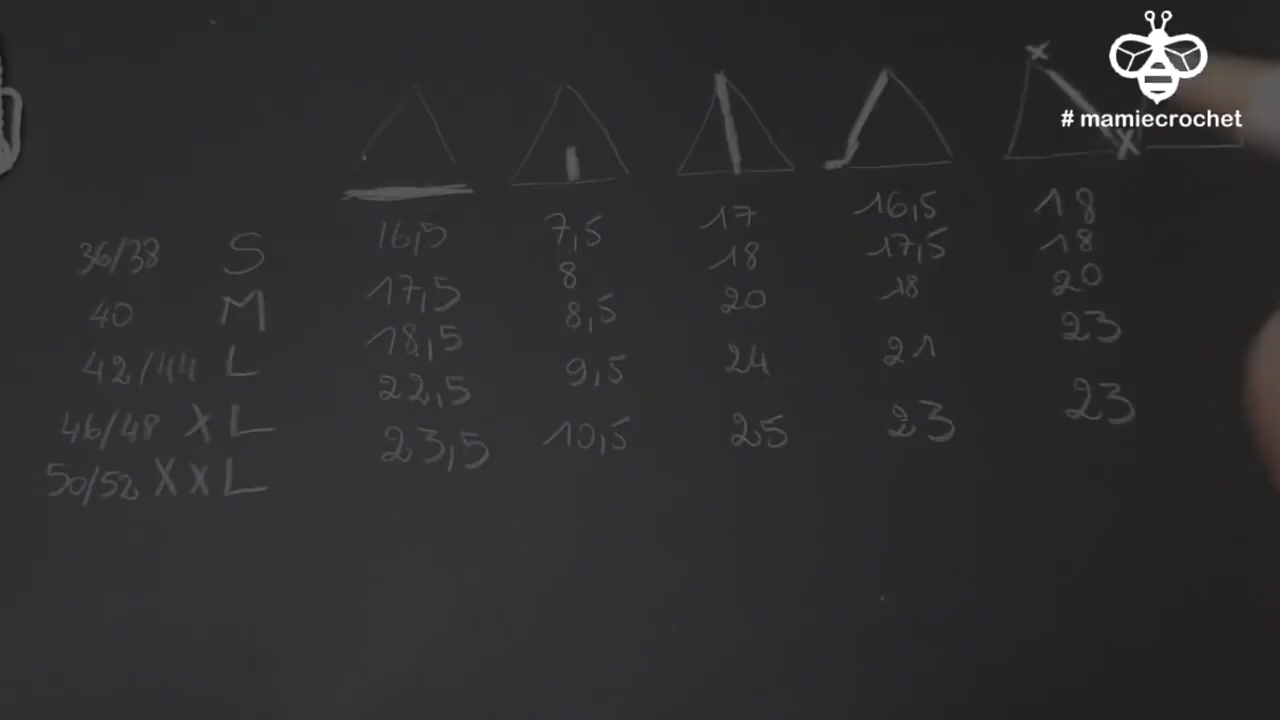 # mamiecrochet
36/38 S 16,5 7,5 17 16,5 18
40 M 17,5 8 18 17,5 18
42/44 L 18,5 8,5 20 18 20
46/48 XL 22,5 9,5 24 21 23
50/52 XXL 23,5 10,5 25 23 23